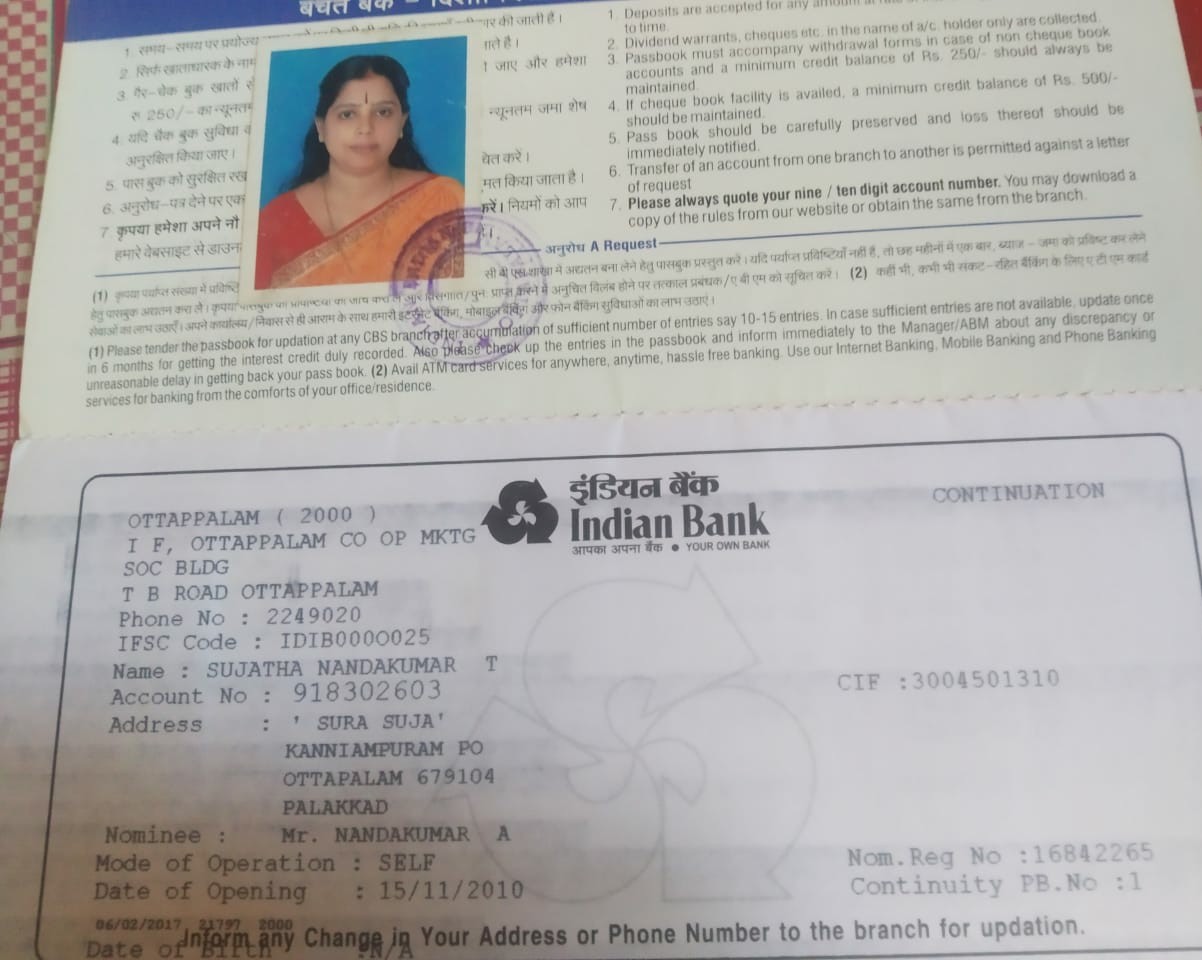 बचत बैंक –
1. समय–समय पर प्रयोज्य
की जाती है।
2. सिर्फ खाताधारक के नाम
जाते है।
3. गैर–चेक बुक खातों
जाए और हमेशा
रु 250/– का न्यूनतम
4. यदि चैक बुक सुविधा
न्यूनतम जमा शेष
अनुरक्षित किया जाए।
5. पास बुक को सुरक्षित रख
चेत करें।
6. अनुरोध–पत्र देने पर एक
किया जाता है।
7. कृपया हमेशा अपने नौ
करें। नियमों को आप
हमारे वेबसाइट से डाउन
1. Deposits are accepted for any amount
to time.
2. Dividend warrants, cheques etc. in the name of a/c. holder only are collected.
3. Passbook must accompany withdrawal forms in case of non cheque book
accounts and a minimum credit balance of Rs. 250/- should always be
maintained.
4. If cheque book facility is availed, a minimum credit balance of Rs. 500/-
should be maintained.
5. Pass book should be carefully preserved and loss thereof should be
immediately notified.
6. Transfer of an account from one branch to another is permitted against a letter
of request
7. Please always quote your nine / ten digit account number. You may download a
copy of the rules from our website or obtain the same from the branch.
अनुरोध A Request
(1) कृपया पर्याप्त संख्या में प्रविष्टि
सी बी एस शाखा में अद्यतन बना लेने हेतु पासबुक प्रस्तुत करें। यदि पर्याप्त प्रविष्टियाँ नहीं है, तो छह महीनों में एक बार, ब्याज – जमा को प्रविष्ट कर लेने
हेतु पासबुक अद्यतन करा लें। प्राप्त करने में अनुचित विलंब होने पर तत्काल प्रबंधक/ए बी एम को सूचित करें। (2) कहीं भी, कभी भी संकट–रहित बैंकिंग के लिए ए टी एम कार्ड
सेवाओं का लाभ उठाएँ। अपने कार्यालय/निवास से ही आराम के साथ हमारी इंटरनेट बैंकिंग, मोबाइल बैंकिंग और फोन बैंकिंग सुविधाओं का लाभ उठाएं।
(1) Please tender the passbook for updation at any CBS branch after accumulation of sufficient number of entries say 10-15 entries. In case sufficient entries are not available, update once
in 6 months for getting the interest credit duly recorded. Also please check up the entries in the passbook and inform immediately to the Manager/ABM about any discrepancy or
unreasonable delay in getting back your pass book. (2) Avail ATM card services for anywhere, anytime, hassle free banking. Use our Internet Banking, Mobile Banking and Phone Banking
services for banking from the comforts of your office/residence.
इंडियन बैंक
Indian Bank
आपका अपना बैंक ● YOUR OWN BANK
CONTINUATION
OTTAPPALAM ( 2000 )
I F, OTTAPPALAM CO OP MKTG
SOC BLDG
T B ROAD OTTAPPALAM
Phone No : 2249020
IFSC Code : IDIB000O025
Name : SUJATHA NANDAKUMAR T
Account No : 918302603
CIF :3004501310
Address : ' SURA SUJA'
KANNIAMPURAM PO
OTTAPALAM 679104
PALAKKAD
Nominee : Mr. NANDAKUMAR A
Mode of Operation : SELF
Nom.Reg No :16842265
Date of Opening : 15/11/2010
Continuity PB.No :1
06/02/2017 21797 2000
Inform any Change in Your Address or Phone Number to the branch for updation.
Date of Birth :N/A